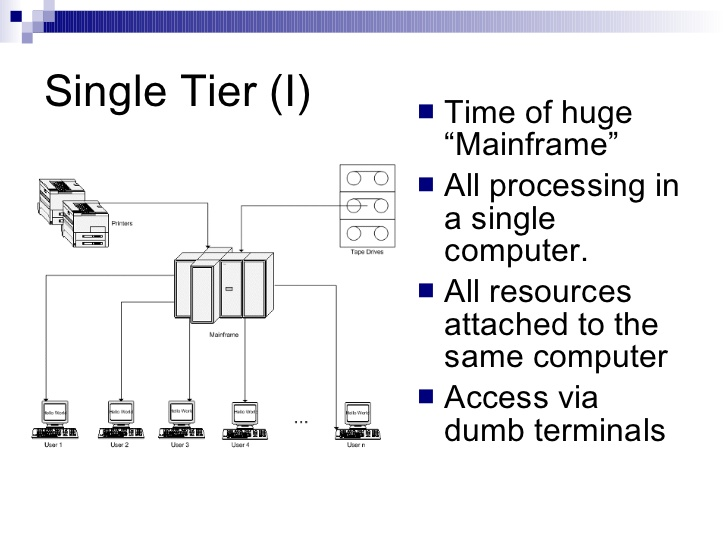 Single Tier (I)
Time of huge
“Mainframe”
All processing in
a single
computer.
All resources
attached to the
same computer
Access via
dumb terminals
Printers
Tape Drives
Mainframe
Hello World
Hello World
Hello World
Hello World
Hello World
...
User 1
User 2
User 3
User 4
User n